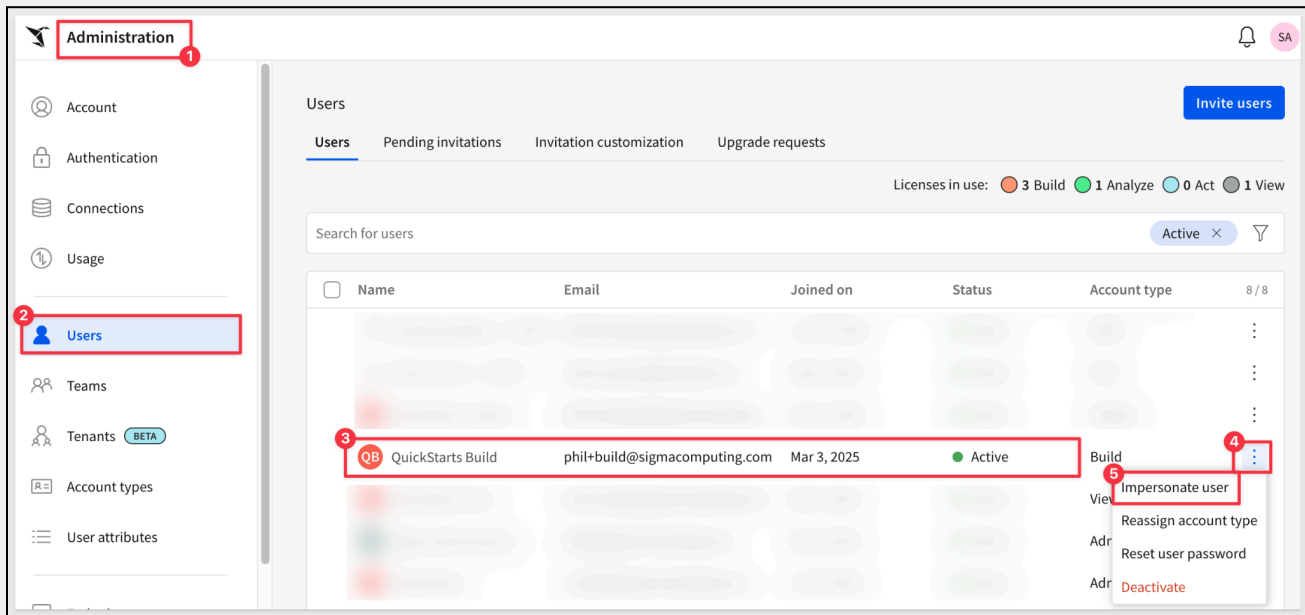 Administration
1
SA
Account
Authentication
Connections
Usage
2
Users
Teams
Tenants BETA
Account types
User attributes
Users
Invite users
Users Pending invitations Invitation customization Upgrade requests
Licenses in use: 3 Build 1 Analyze 0 Act 1 View
Search for users Active
Name Email Joined on Status Account type 8/8
3
4
QB QuickStarts Build phil+build@sigmacomputing.com Mar 3, 2025 Active Build
5
Impersonate user
Vie
Reassign account type
Adr
Reset user password
Adr
Deactivate